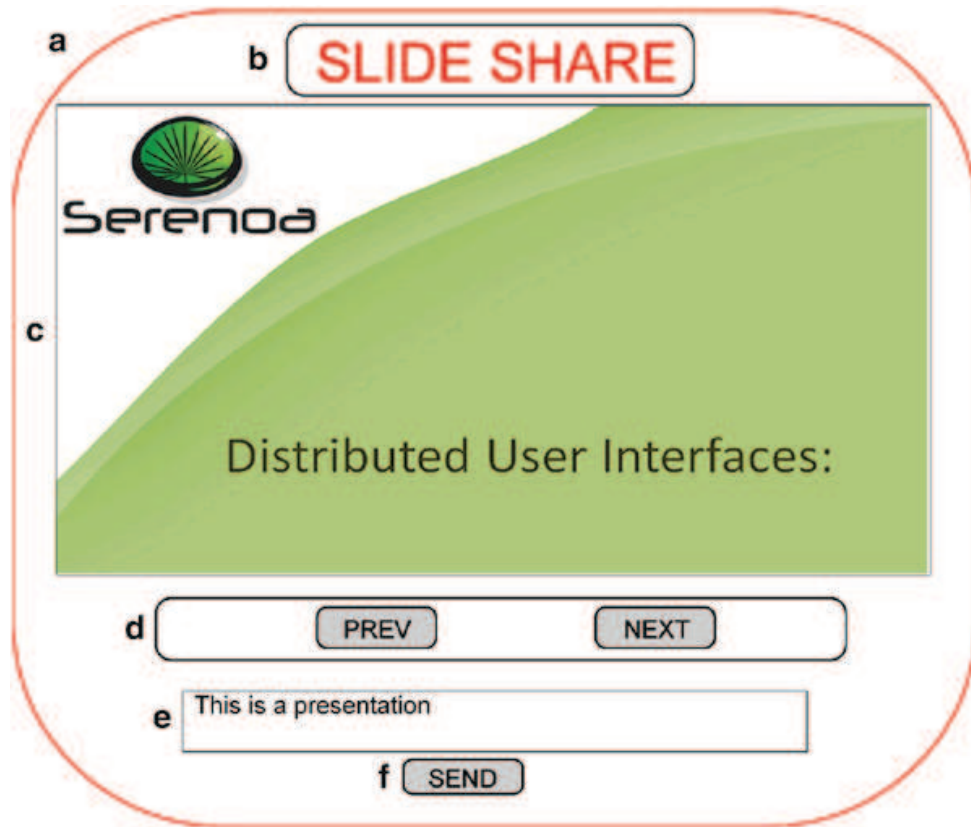 a
b SLIDE SHARE
Serenoa
c
Distributed User Interfaces:
d PREV NEXT
e This is a presentation
f SEND